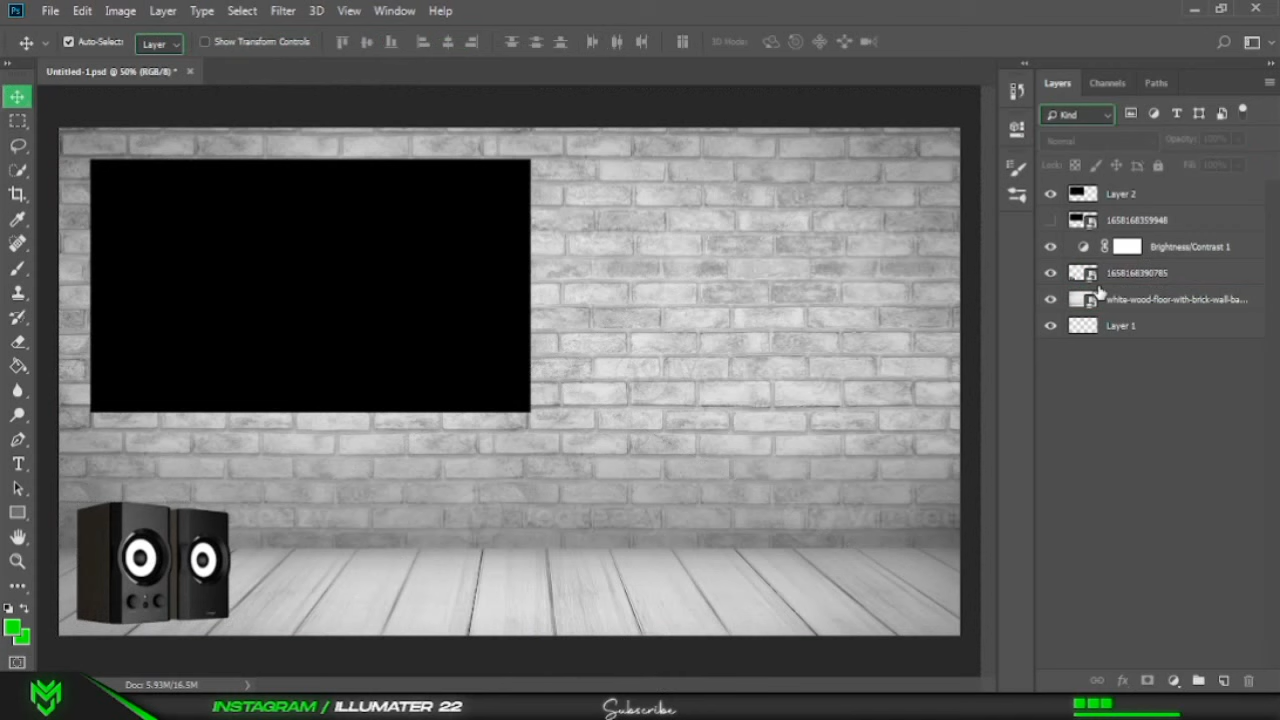 Ps File Edit Image Layer Type Select Filter 3D View Window Help
Auto-Select: Layer Show Transform Controls 3D Mode:
Untitled-1.psd @ 50% (RGB/8) *
Layers Channels Paths
Kind
Normal Opacity: 100%
Lock: Fill: 100%
Layer 2
1658168359948
Brightness/Contrast 1
1658168390785
white-wood-floor-with-brick-wall-ba...
Layer 1
Doc: 5.93M/16.5M
INSTAGRAM / ILLUMATER 22
Subscribe